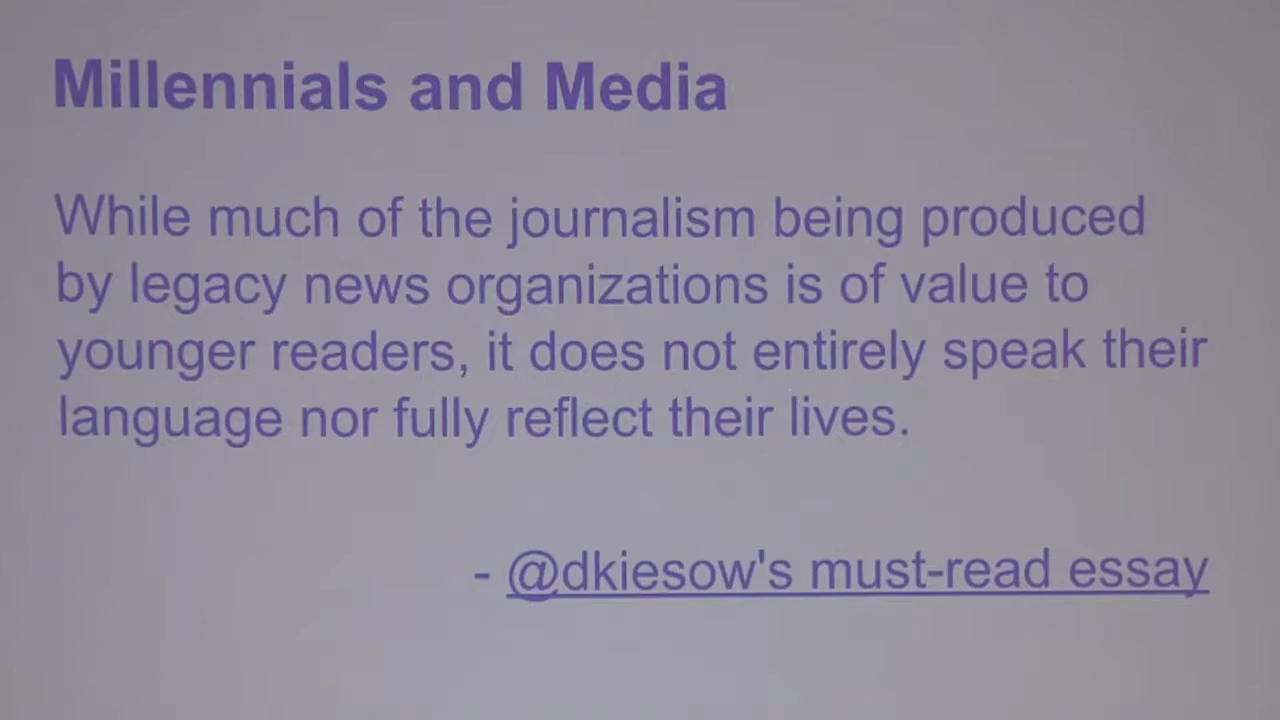 Millennials and Media
While much of the journalism being produced
by legacy news organizations is of value to
younger readers, it does not entirely speak their
language nor fully reflect their lives.
- @dkiesow's must-read essay